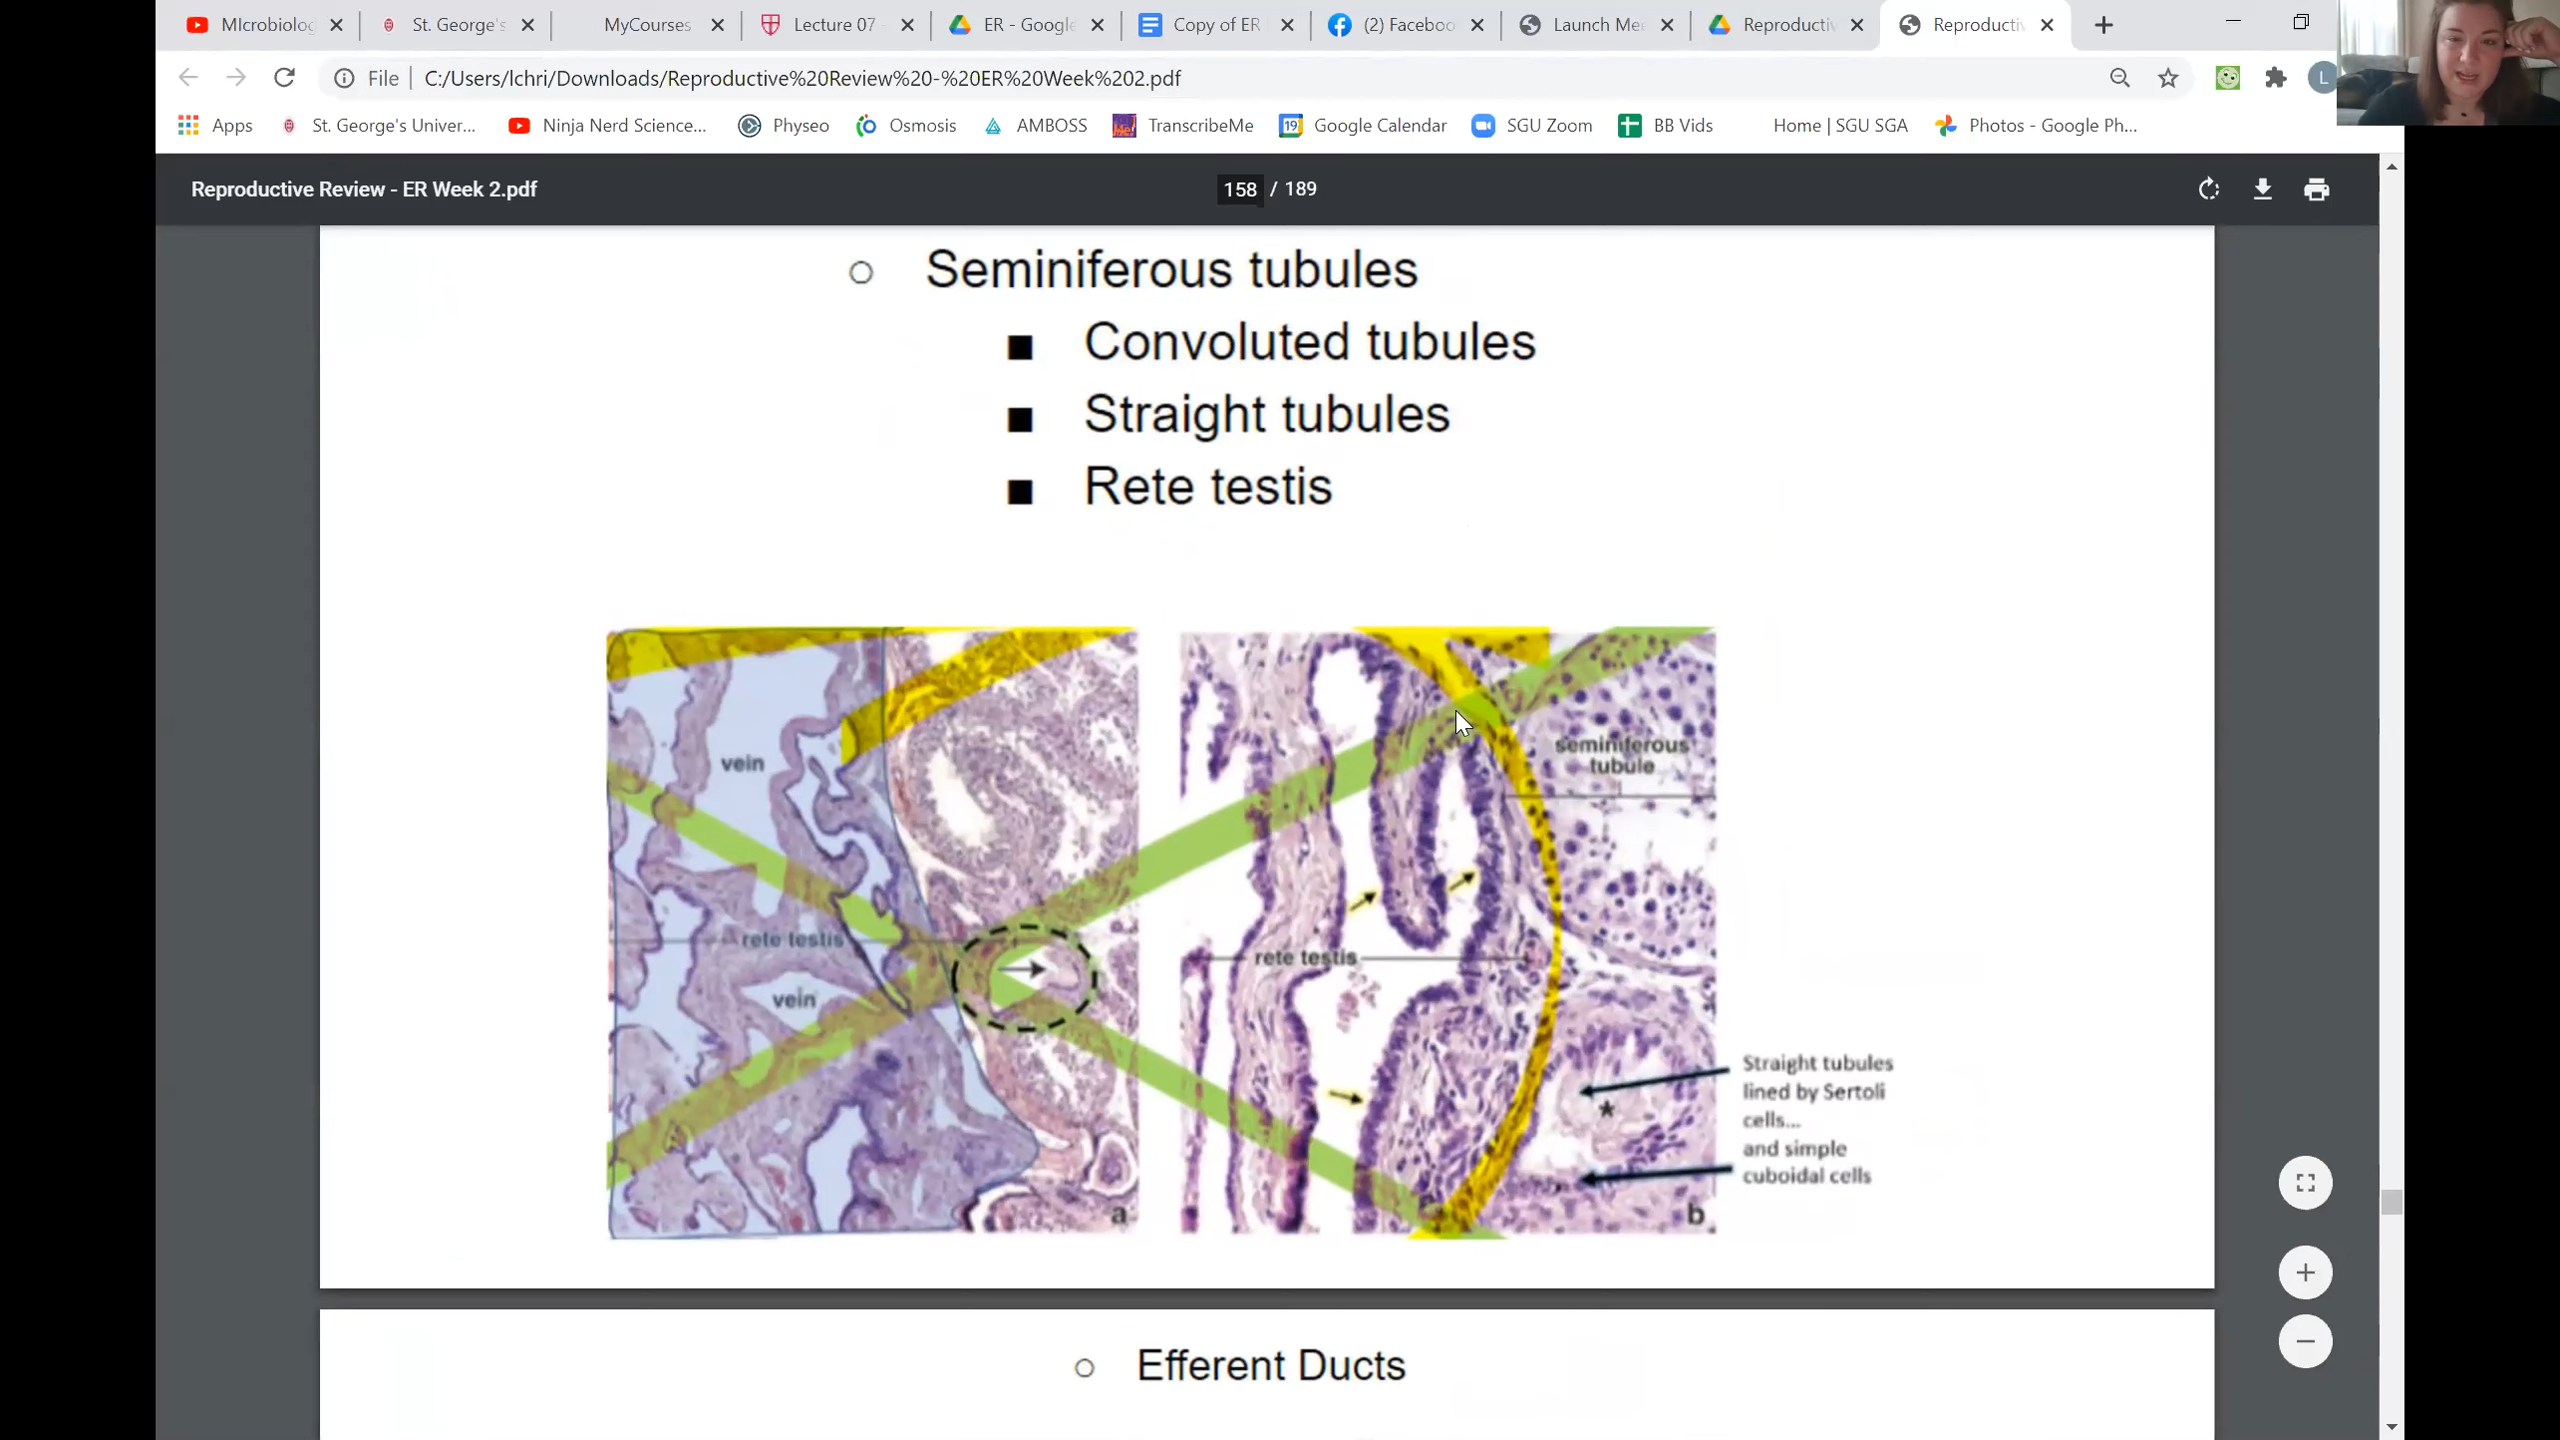 MIcrobiolog
St. George's
MyCourses
Lecture 07 -
ER - Google
Copy of ER
(2) Faceboo
Launch Mee
Reproductiv
Reproductiv
File
C:/Users/lchri/Downloads/Reproductive%20Review%20-%20ER%20Week%202.pdf
L
Apps
St. George's Univer...
Ninja Nerd Science...
Physeo
Osmosis
AMBOSS
TranscribeMe
19
Google Calendar
SGU Zoom
BB Vids
Home | SGU SGA
Photos - Google Ph...
Reproductive Review - ER Week 2.pdf
158 / 189
Seminiferous tubules
Convoluted tubules
Straight tubules
Rete testis
vein
rete testis
vein
a
seminiferous
tubule
rete testis
*
b
Straight tubules
lined by Sertoli
cells...
and simple
cuboidal cells
Efferent Ducts